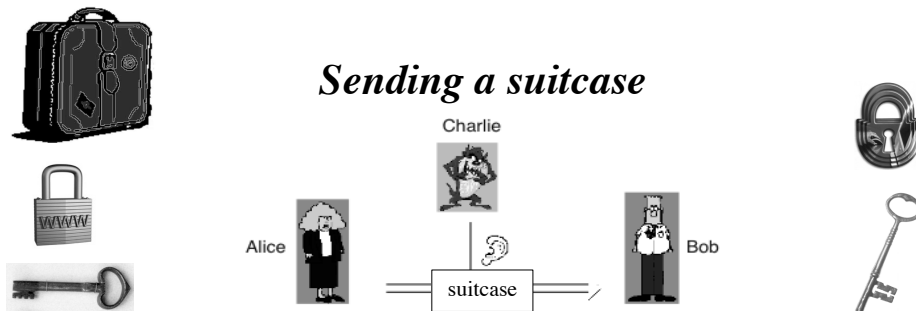 Sending a suitcase
Charlie
WWW
Alice
Bob
suitcase